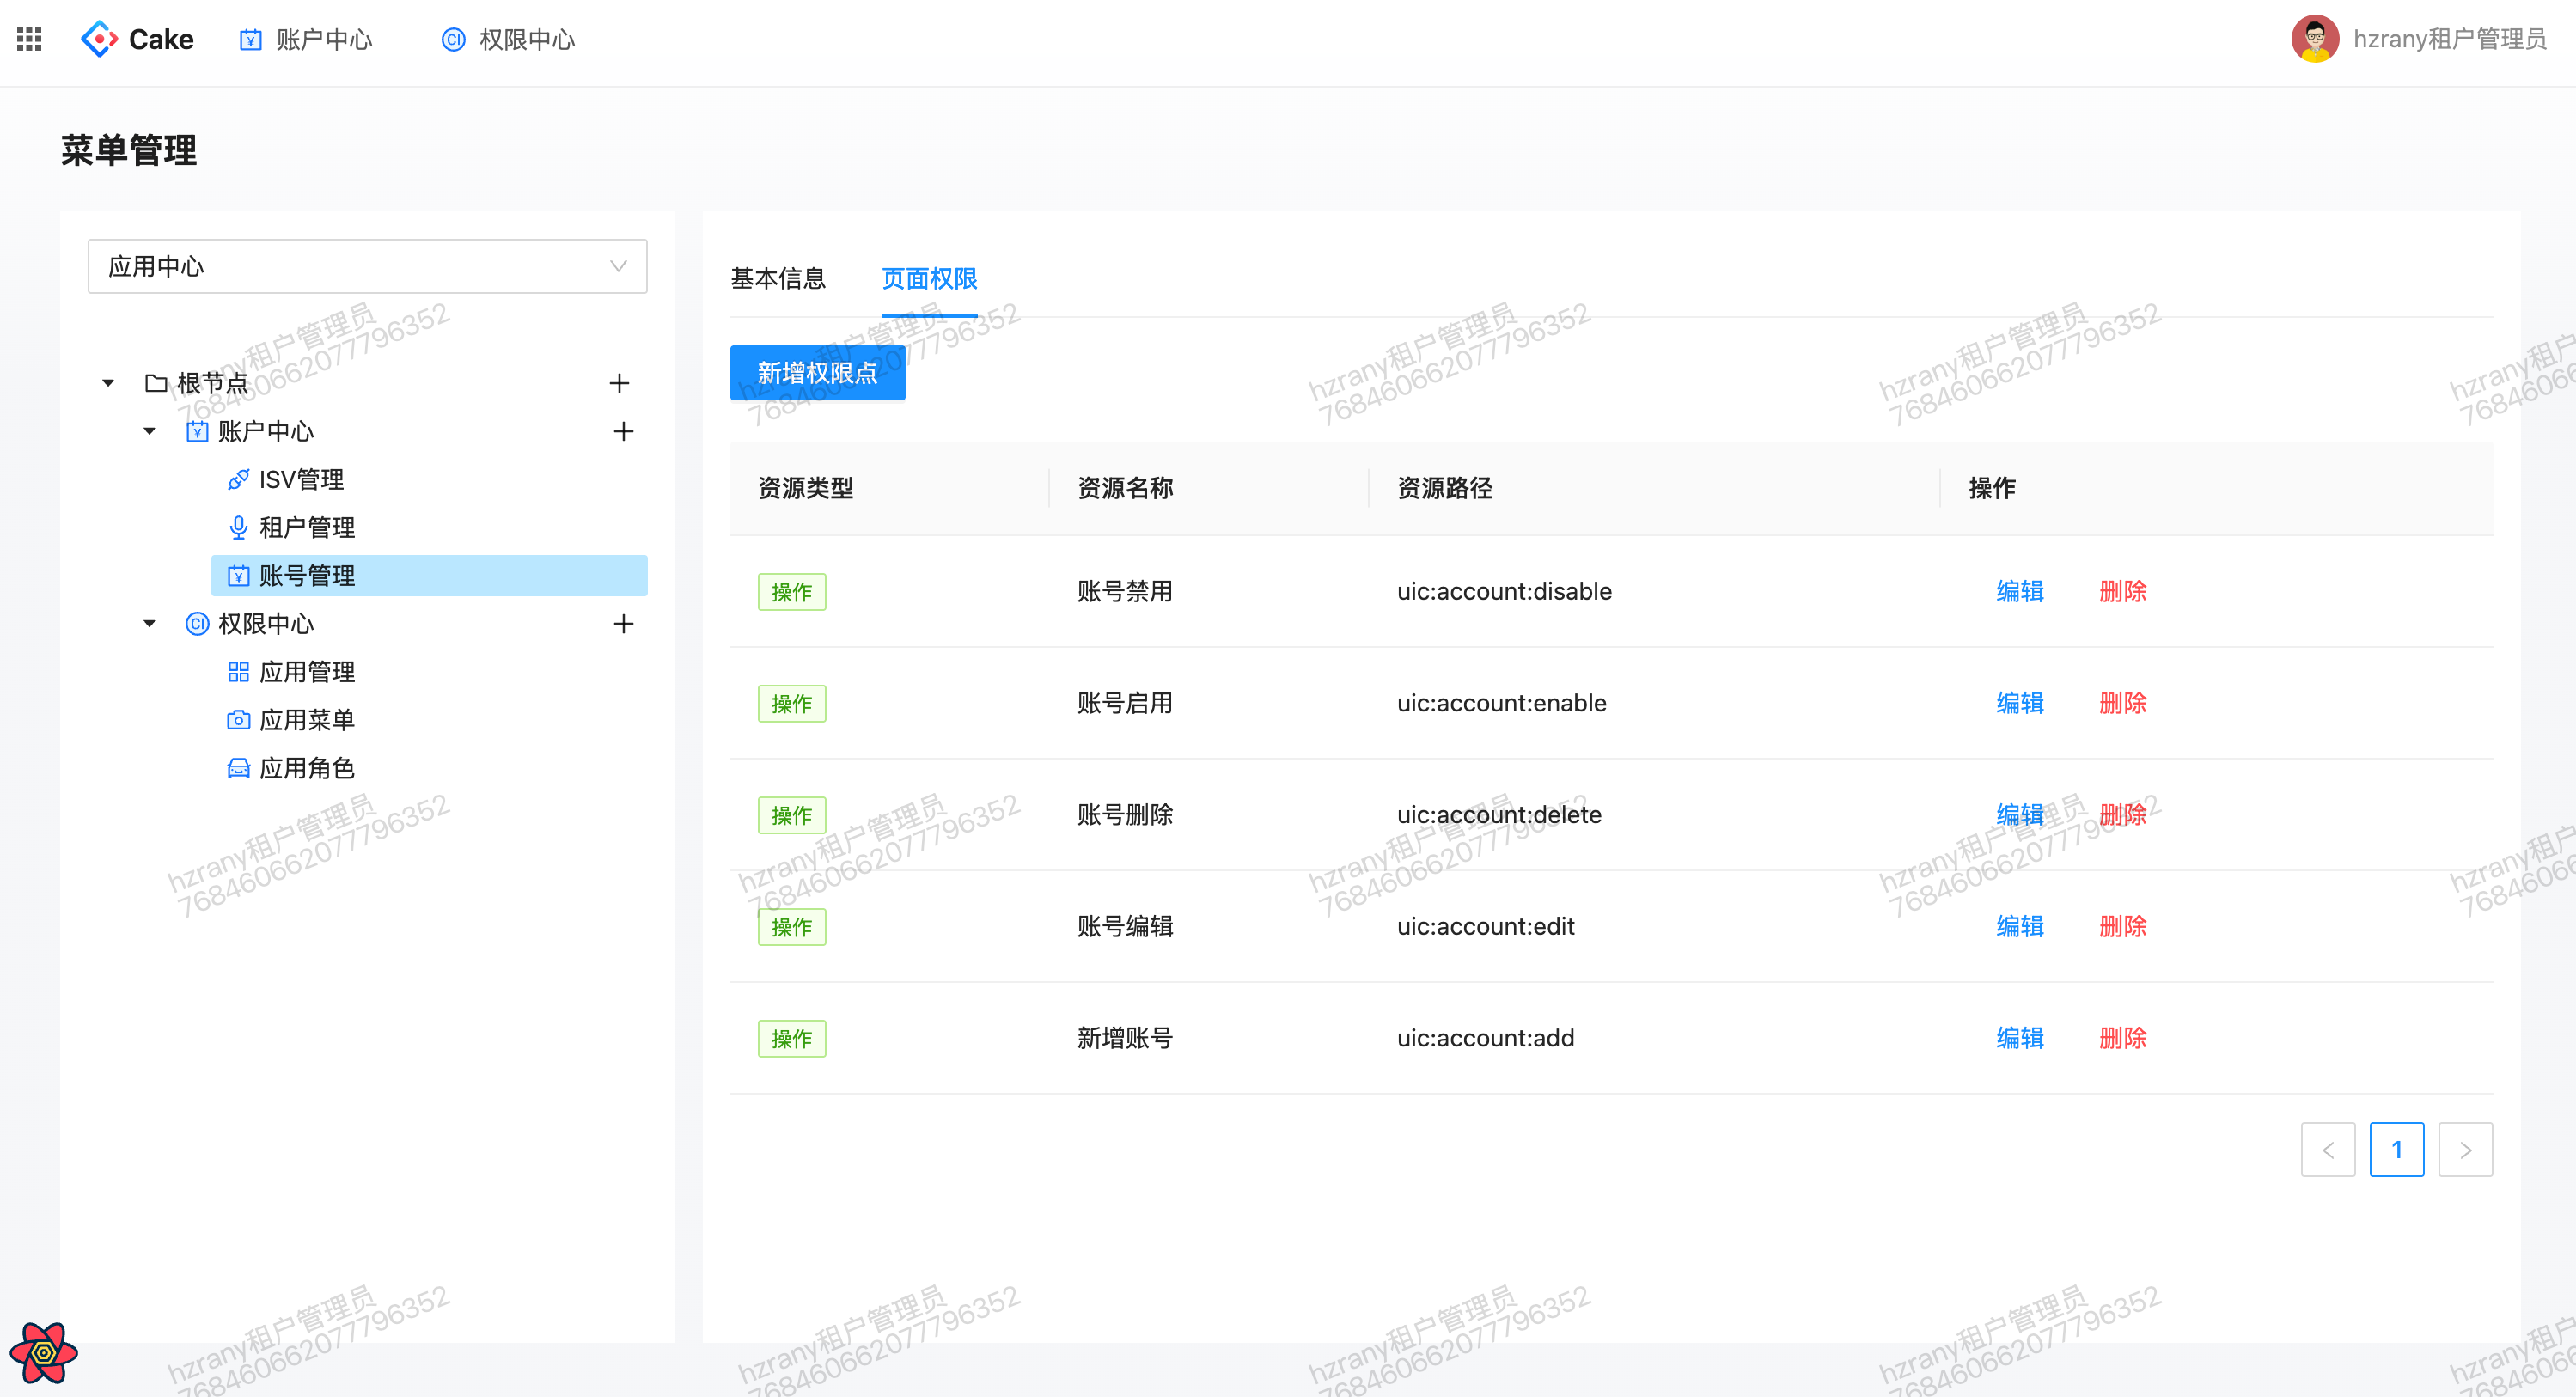 Cake 账户中心 权限中心 hzrany租户管理员
菜单管理
应用中心
根节点
账户中心
ISV管理
租户管理
账号管理
权限中心
应用管理
应用菜单
应用角色
基本信息 页面权限
新增权限点
资源类型 资源名称 资源路径 操作
操作 账号禁用 uic:account:disable 编辑 删除
操作 账号启用 uic:account:enable 编辑 删除
操作 账号删除 uic:account:delete 编辑 删除
操作 账号编辑 uic:account:edit 编辑 删除
操作 新增账号 uic:account:add 编辑 删除
1
hzrany租户管理员
768460662077796352